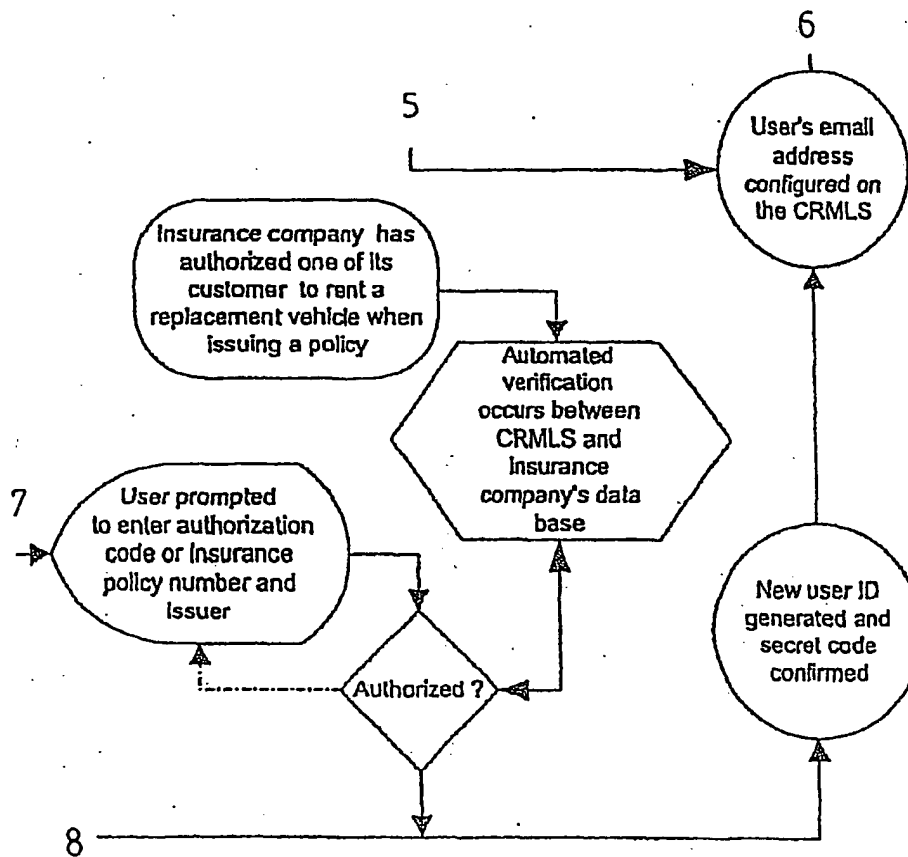 6
5
User's email
address
configured on
the CRMLS
Insurance company has
authorized one of its
customer to rent a
replacement vehicle when
issuing a policy
Automated
verification
occurs between
CRMLS and
insurance
company's data
base
7
User prompted
to enter authorization
code or insurance
policy number and
issuer
New user ID
generated and
secret code
confirmed
Authorized ?
8